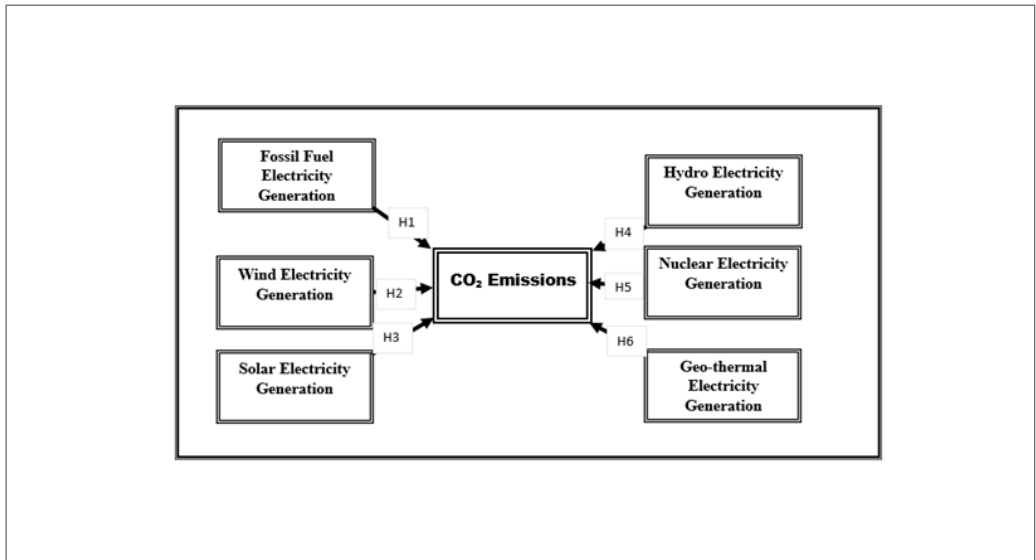 Fossil Fuel
Electricity
Generation
H1
Wind Electricity
Generation
H2
Solar Electricity
Generation
H3
CO₂ Emissions
Hydro Electricity
Generation
H4
Nuclear Electricity
Generation
H5
Geo-thermal
Electricity
Generation
H6